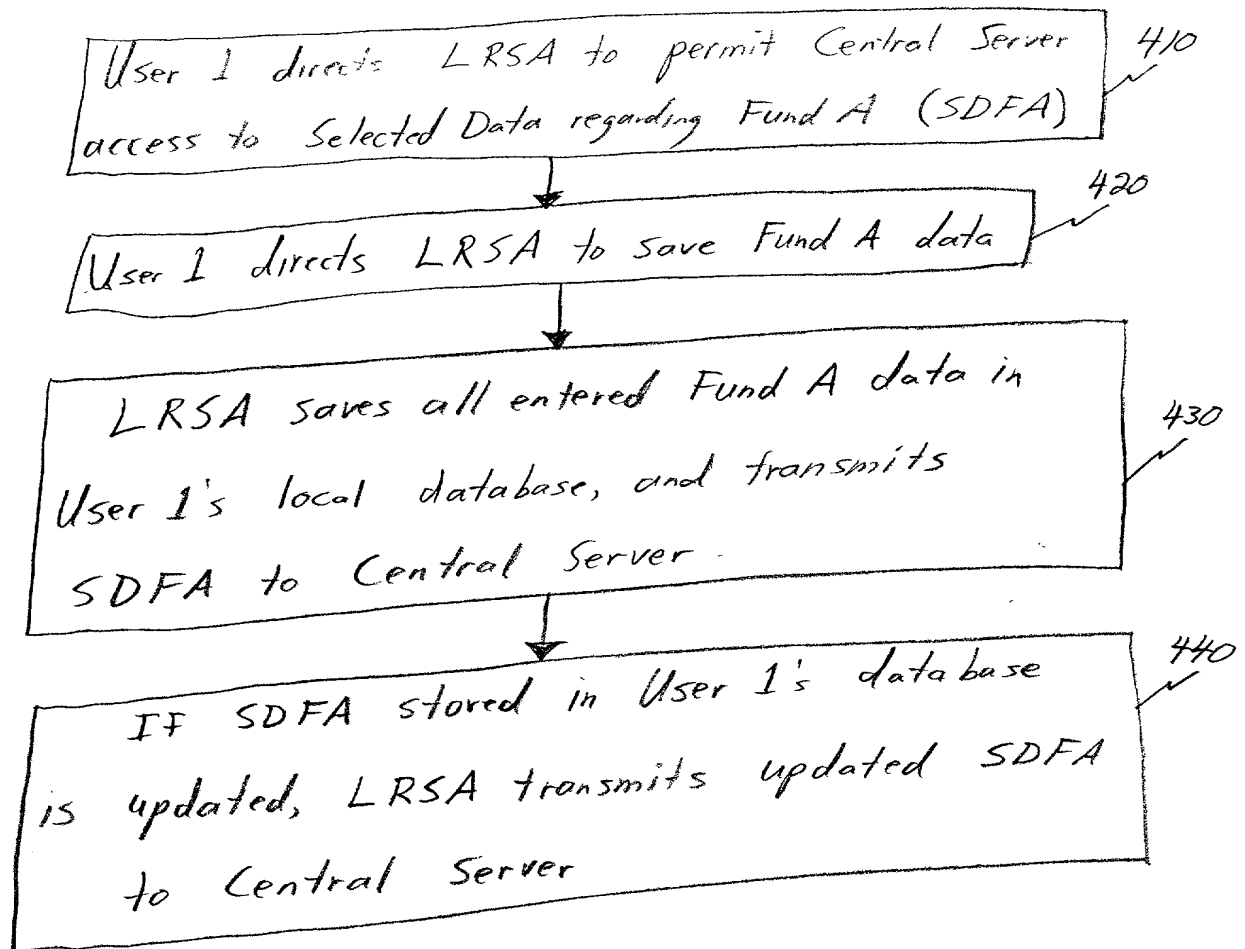 User 1 directs LRSA to permit Central Server
access to Selected Data regarding Fund A (SDFA)
410
User 1 directs LRSA to save Fund A data
420
LRSA saves all entered Fund A data in
User 1's local database, and transmits
SDFA to Central Server.
430
If SDFA stored in User 1's database
is updated, LRSA transmits updated SDFA
to Central Server
440